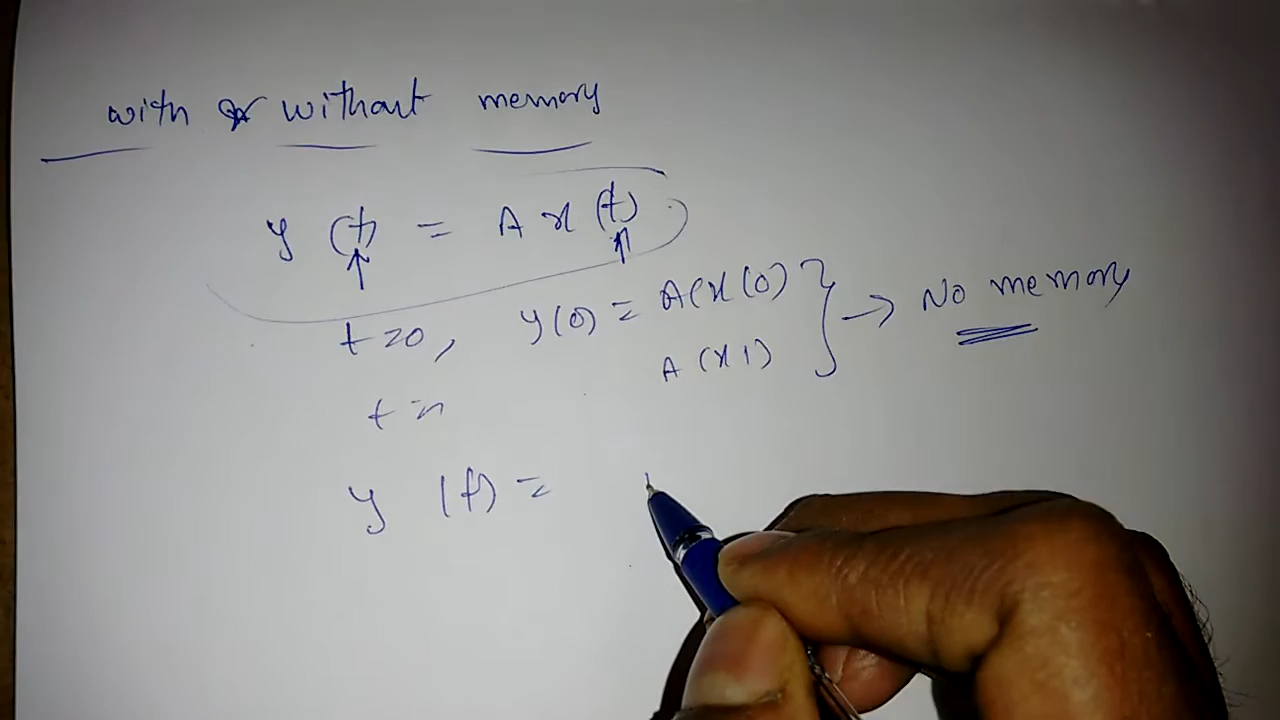 with or without memory
y (t) = A x (t)
t=0, y(0) = A(x(0) } → No memory
A (x1)
t =n
y (t) =